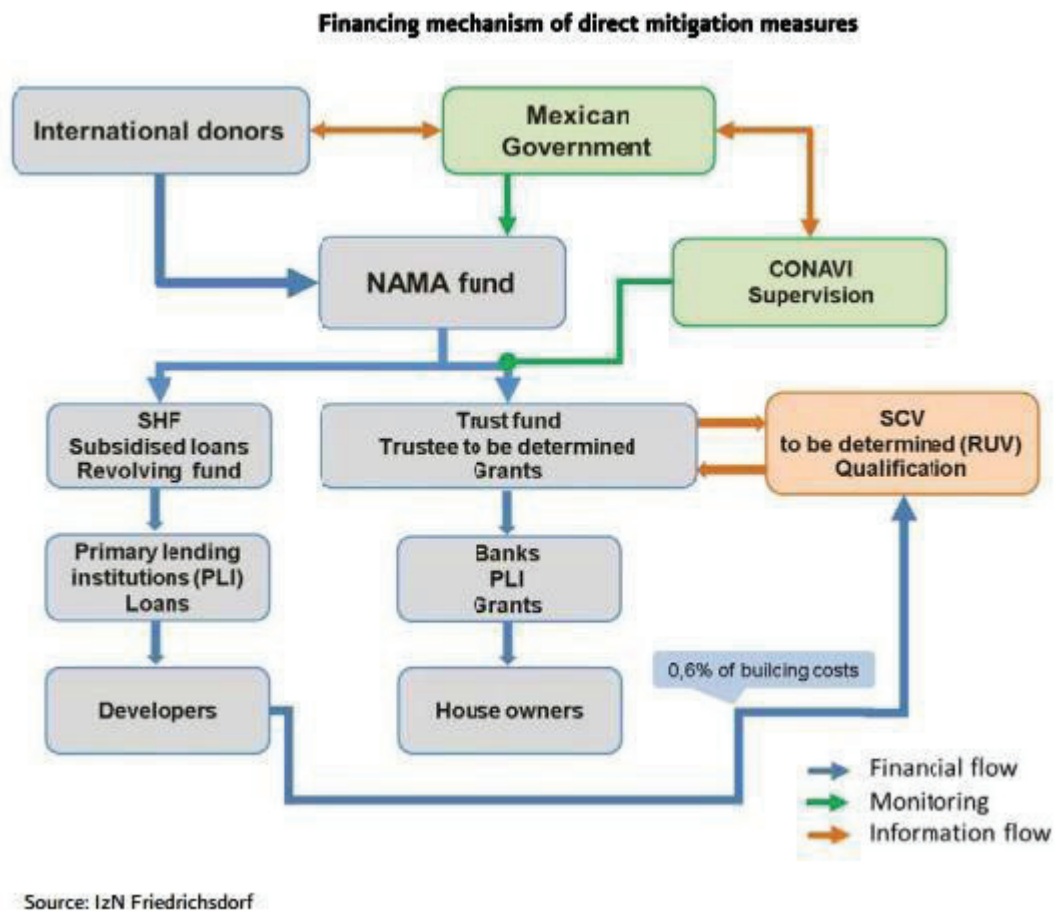 Financing mechanism of direct mitigation measures
International donors
Mexican
Government
NAMA fund
CONAVI
Supervision
SHF
Subsidised loans
Revolving fund
Trust fund
Trustee to be determined
Grants
SCV
to be determined (RUV)
Qualification
Primary lending
institutions (PLI)
Loans
Banks
PLI
Grants
0,6% of builcing costs
Developers
House owners
Financial flow
Monitoring
Information flow
Source: IzN Friedrichsdorf